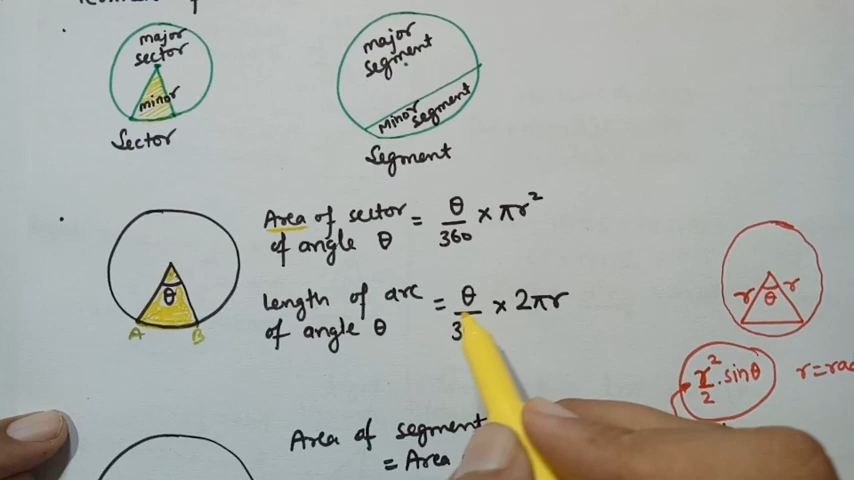 major
sector
minor
Sector
major
segment
Minor
segment
Segment
Area of sector = θ/360 × πr²
of angle θ
θ
A B
Length of arc = θ/3 × 2πr
of angle θ
r θ r
r²/2 . sinθ
r = rad
Area of segment
= Area